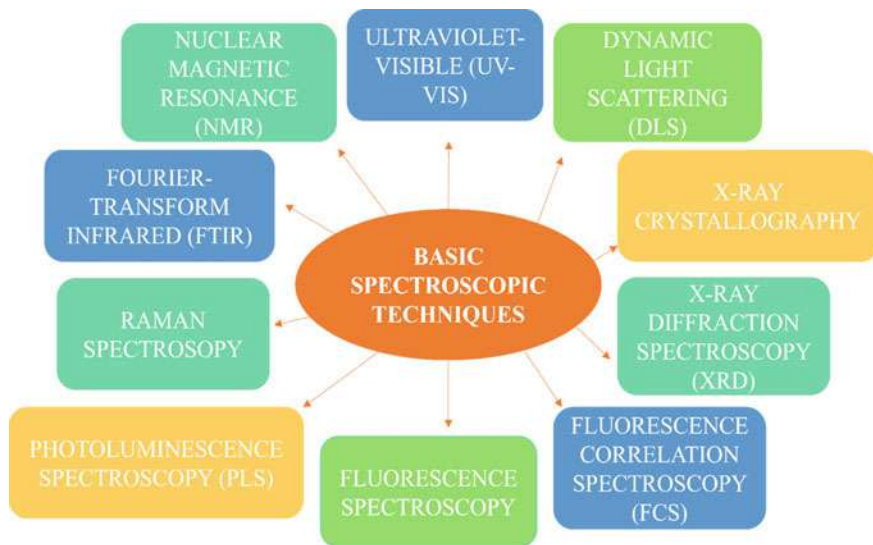 NUCLEAR
MAGNETIC
RESONANCE
(NMR)
ULTRAVIOLET-
VISIBLE (UV-
VIS)
DYNAMIC
LIGHT
SCATTERING
(DLS)
FOURIER-
TRANSFORM
INFRARED (FTIR)
X-RAY
CRYSTALLOGRAPHY
BASIC
SPECTROSCOPIC
TECHNIQUES
RAMAN
SPECTROSOPY
X-RAY
DIFFRACTION
SPECTROSCOPY
(XRD)
PHOTOLUMINESCENCE
SPECTROSCOPY (PLS)
FLUORESCENCE
SPECTROSCOPY
FLUORESCENCE
CORRELATION
SPECTROSCOPY
(FCS)